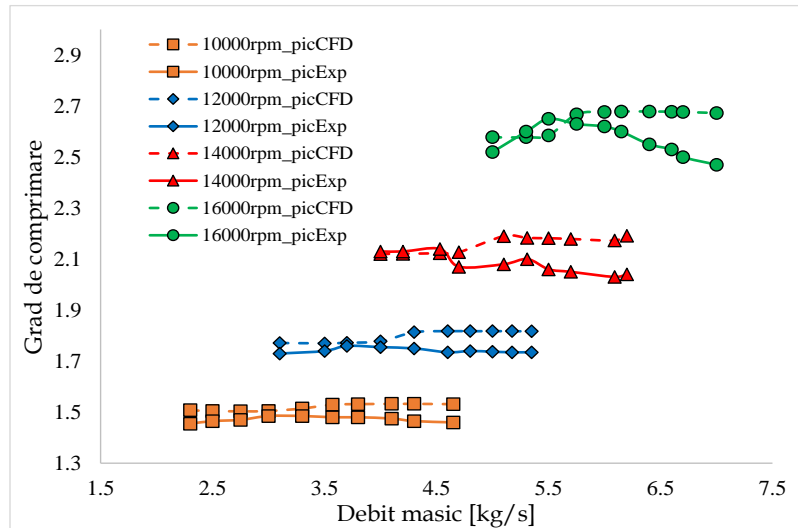 2.9
2.7
2.5
2.3
2.1
1.9
1.7
1.5
1.3
Grad de comprimare
10000rpm_picCFD
10000rpm_picExp
12000rpm_picCFD
12000rpm_picExp
14000rpm_picCFD
14000rpm_picExp
16000rpm_picCFD
16000rpm_picExp
1.5 2.5 3.5 4.5 5.5 6.5 7.5
Debit masic [kg/s]